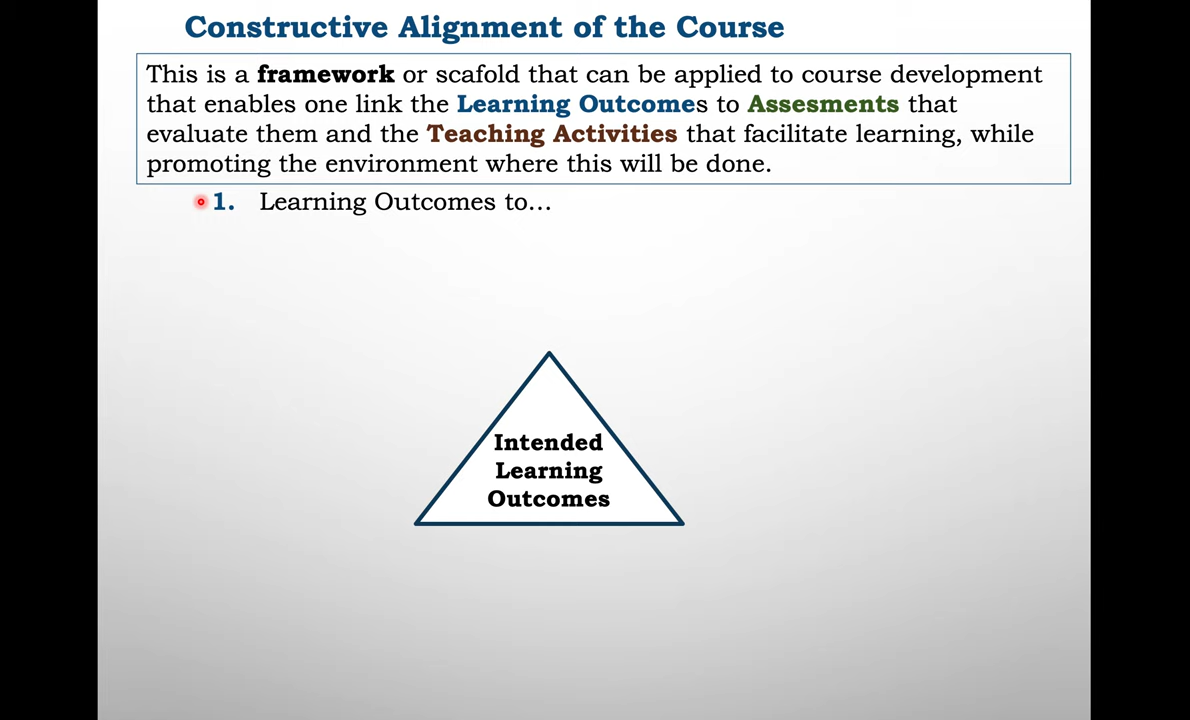 Constructive Alignment of the Course
This is a framework or scafold that can be applied to course development
that enables one link the Learning Outcomes to Assesments that
evaluate them and the Teaching Activities that facilitate learning, while
promoting the environment where this will be done.
1. Learning Outcomes to…
Intended
Learning
Outcomes